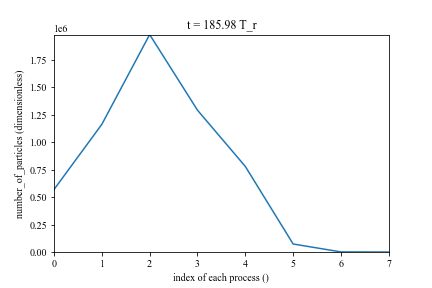 t = 185.98 T_r
1e6
number_of_particles (dimensionless)
1.75
1.50
1.25
1.00
0.75
0.50
0.25
0.00
0 1 2 3 4 5 6 7
index of each process ()